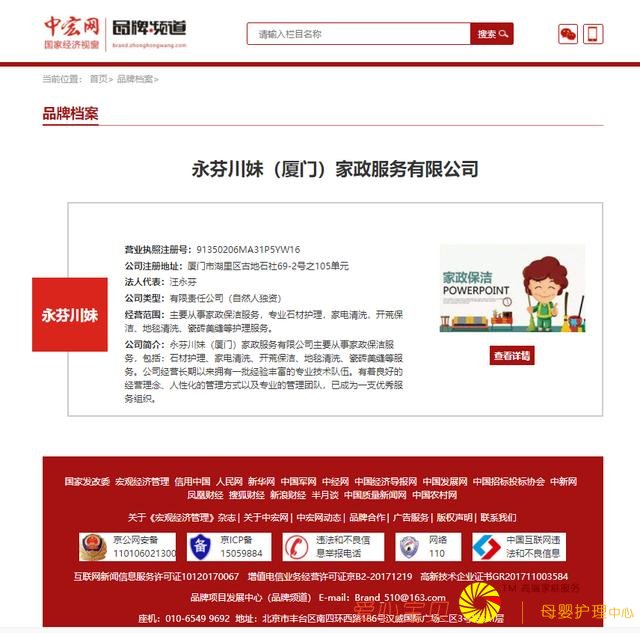 中宏网
国家经济视窗
品牌·频道
brand.zhonghongwang.com
请输入栏目名称
搜索
当前位置： 首页> 品牌档案>
品牌档案
永芬川妹（厦门）家政服务有限公司
永芬川妹
营业执照注册号：91350206MA31P5YW16
公司注册地址：厦门市湖里区古地石社69-2号之105单元
法人代表：汪永芬
公司类型：有限责任公司（自然人独资）
经营范围：主要从事家政保洁服务、专业石材护理、家电清洗、开荒保
洁、地毯清洗、瓷砖美缝等护理服务。
公司简介：永芬川妹（厦门）家政服务有限公司主要从事家政保洁服
务，包括：石材护理、家电清洗、开荒保洁、地毯清洗、瓷砖美缝等服
务。公司经营长期以来拥有一批经验丰富的专业技术队伍。有着良好的
经营理念、人性化的管理方式以及专业的管理团队，已成为一支优秀服
务组织。
家政保洁
POWERPOINT
查看详情
国家发改委 宏观经济管理 信用中国 人民网 新华网 中国军网 中经网 中国经济导报网 中国发展网 中国招标投标协会 中新网
凤凰财经 搜狐财经 新浪财经 半月谈 中国质量新闻网 中国农村网
关于《宏观经济管理》杂志| 关于中宏网| 中宏网动态| 品牌合作| 广告服务| 版权声明| 联系我们
京公网安备
110106021300
京ICP备
15059884
违法和不良信
息举报电话
网络
110
中国互联网违
法和不良信息
互联网新闻信息服务许可证10120170067 增值电信业务经营许可证京B2-20171219 高新技术企业证书GR201711003584
品牌项目发展中心（品牌频道） E-mail：Brand_510@163.com
座机：010-6549 9692 地址：北京市丰台区南四环西路186号汉威国际广场二区3号
爱心宝贝
TM 高端家庭服务
母婴护理中心